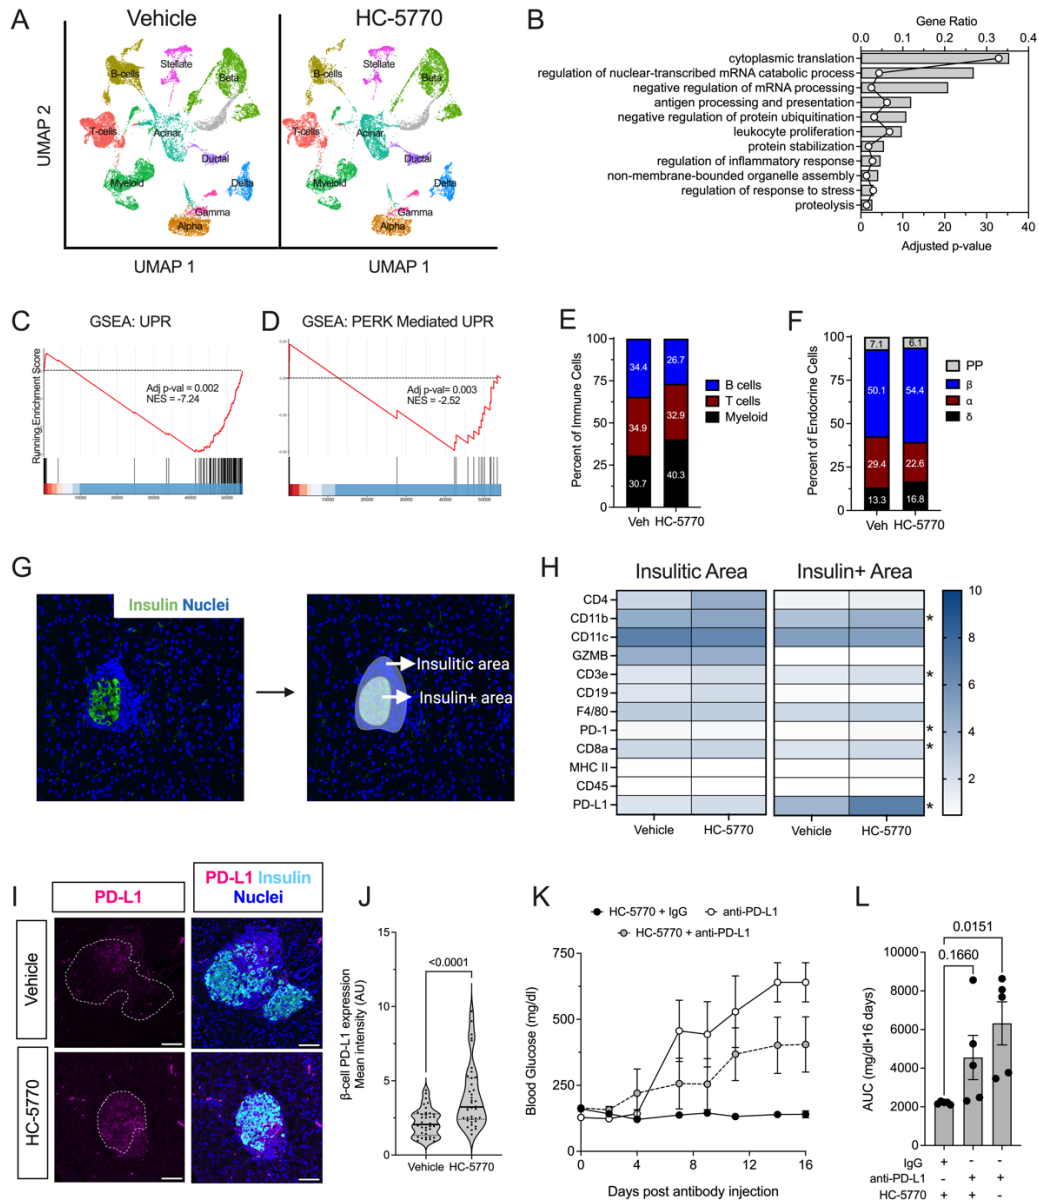 A
Vehicle
HC-5770
UMAP 2
B-cells
Stellate
Beta
T-cells
Acinar
Ductal
Myeloid
Delta
Gamma
Alpha
B-cells
Stellate
Beta
T-cells
Acinar
Ductal
Myeloid
Delta
Gamma
Alpha
UMAP 1
UMAP 1
B
Gene Ratio
0.0 0.1 0.2 0.3 0.4
cytoplasmic translation
regulation of nuclear-transcribed mRNA catabolic process
negative regulation of mRNA processing
antigen processing and presentation
negative regulation of protein ubiquitination
leukocyte proliferation
protein stabilization
regulation of inflammatory response
non-membrane-bounded organelle assembly
regulation of response to stress
proteolysis
0 10 20 30 40
Adjusted p-value
C
GSEA: UPR
Running Enrichment Score
Adj p-val = 0.002
NES = -7.24
10000 20000 30000 40000 50000
D
GSEA: PERK Mediated UPR
Adj p-val= 0.003
NES = -2.52
10000 20000 30000 40000 50000
E
Percent of Immune Cells
100
75
50
25
0
34.4 26.7
34.9 32.9
30.7 40.3
Veh HC-5770
B cells
T cells
Myeloid
F
Percent of Endocrine Cells
100
75
50
25
0
7.1 6.1
50.1 54.4
29.4 22.6
13.3 16.8
Veh HC-5770
PP
β
α
δ
G
Insulin Nuclei
Insulitic area
Insulin+ area
H
Insulitic Area
Insulin+ Area
CD4
CD11b *
CD11c
GZMB
CD3e *
CD19
F4/80
PD-1 *
CD8a *
MHC II
CD45
PD-L1 *
Vehicle HC-5770
Vehicle HC-5770
10
8
6
4
2
I
PD-L1
PD-L1 Insulin
Nuclei
Vehicle
HC-5770
J
β-cell PD-L1 expression
Mean intensity (AU)
15
10
5
0
<0.0001
Vehicle HC-5770
K
HC-5770 + IgG
anti-PD-L1
HC-5770 + anti-PD-L1
Blood Glucose (mg/dl)
750
500
250
0
0 4 8 12 16
Days post antibody injection
L
0.0151
0.1660
AUC (mg/dl•16 days)
10000
8000
6000
4000
2000
0
IgG + - -
anti-PD-L1 - + +
HC-5770 + + -